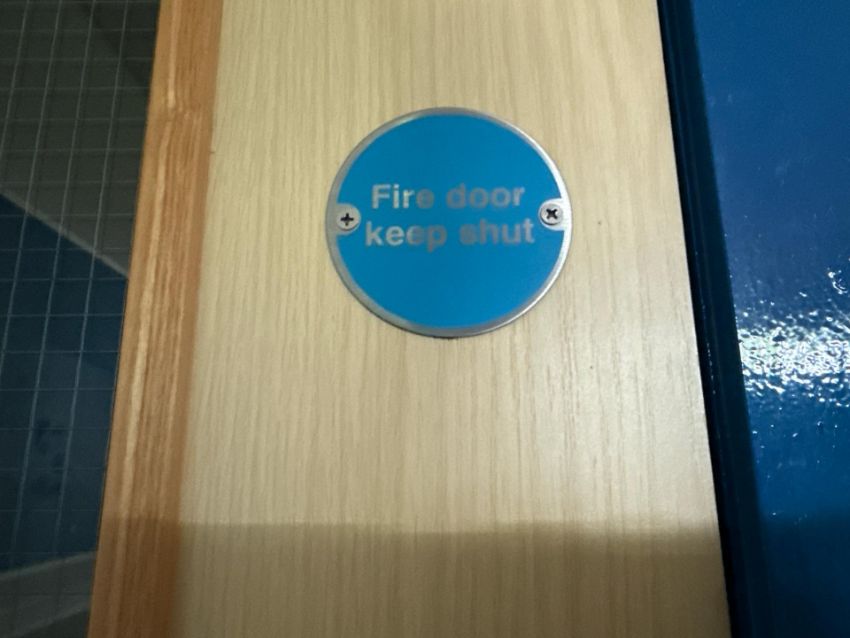 Fire door
keep shut